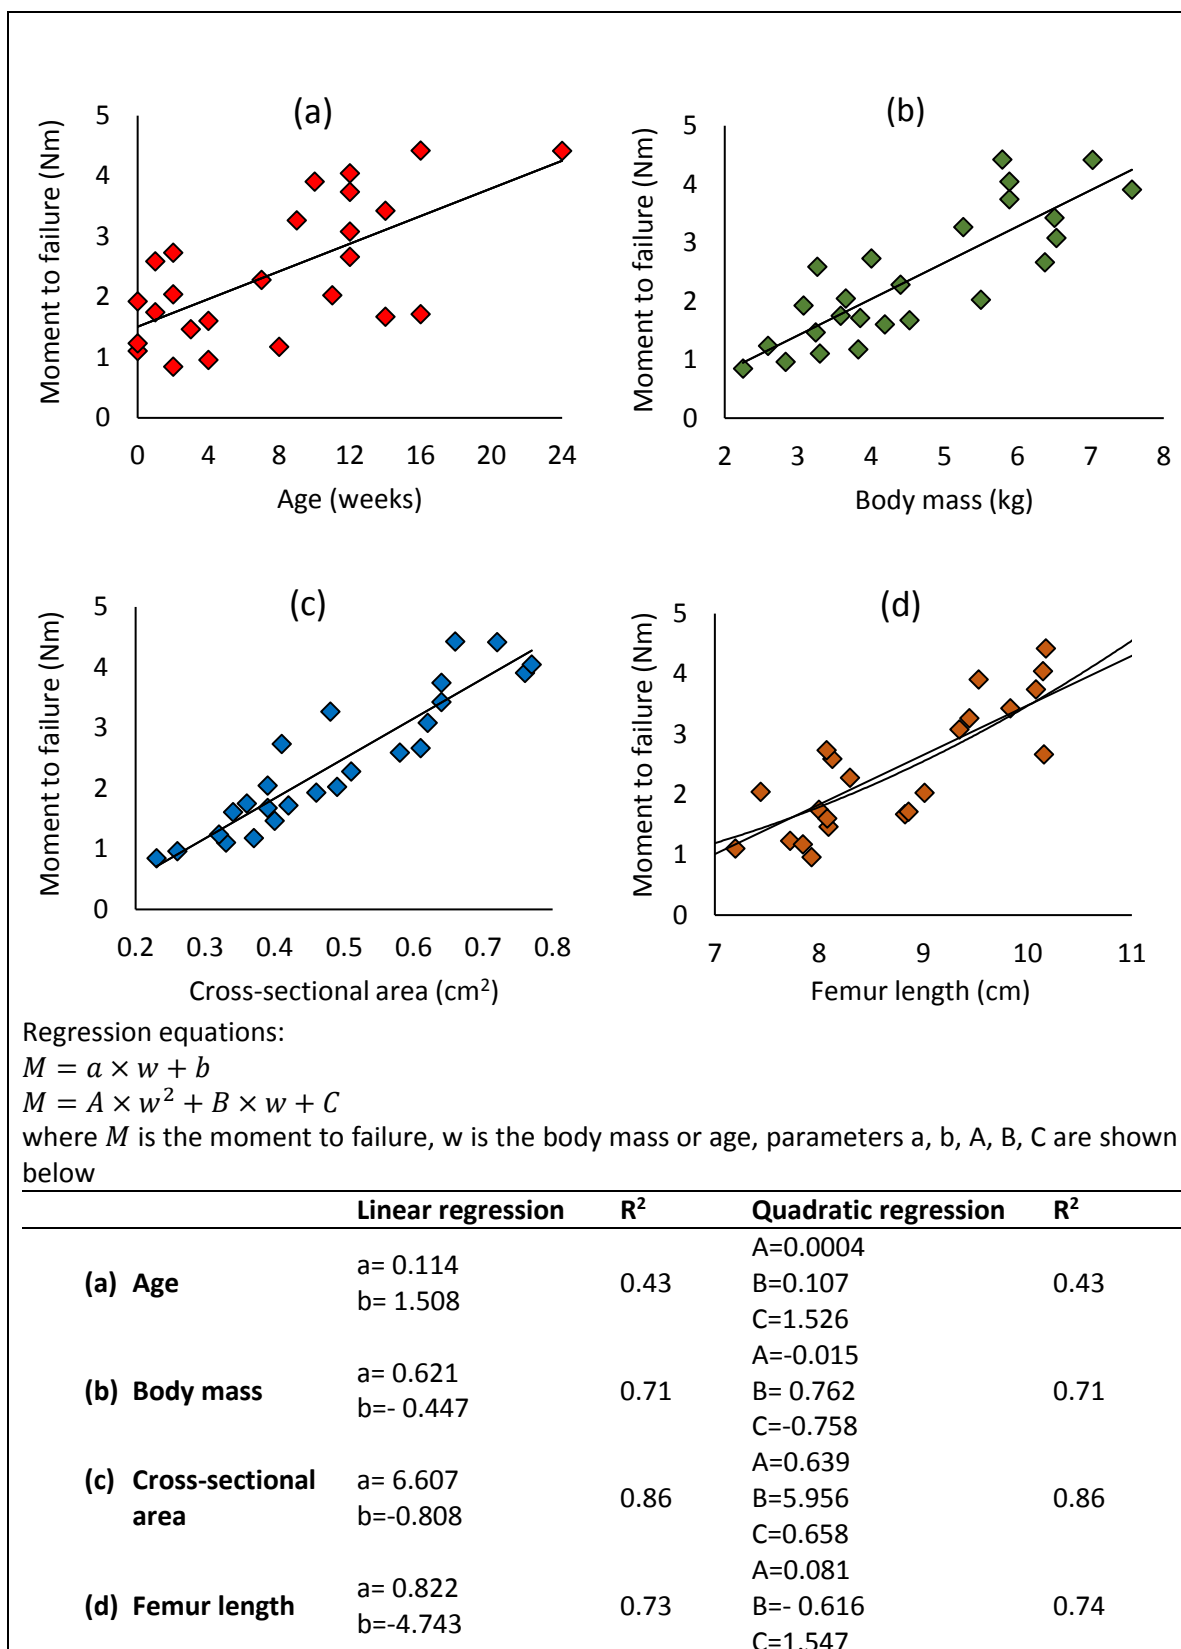 (a)
Moment to failure (Nm)
5
4
3
2
1
0
0 4 8 12 16 20 24
Age (weeks)
(b)
Moment to failure (Nm)
5
4
3
2
1
0
2 3 4 5 6 7 8
Body mass (kg)
(c)
Moment to failure (Nm)
5
4
3
2
1
0
0.2 0.3 0.4 0.5 0.6 0.7 0.8
Cross-sectional area (cm²)
(d)
Moment to failure (Nm)
5
4
3
2
1
0
7 8 9 10 11
Femur length (cm)
Regression equations:
M = a × w + b
M = A × w² + B × w + C
where M is the moment to failure, w is the body mass or age, parameters a, b, A, B, C are shown
below
Linear regression R² Quadratic regression R²
(a) Age a= 0.114 b= 1.508 0.43 A=0.0004 B=0.107 C=1.526 0.43
(b) Body mass a= 0.621 b=- 0.447 0.71 A=-0.015 B= 0.762 C=-0.758 0.71
(c) Cross-sectional area a= 6.607 b=-0.808 0.86 A=0.639 B=5.956 C=0.658 0.86
(d) Femur length a= 0.822 b=-4.743 0.73 A=0.081 B=- 0.616 C=1.547 0.74